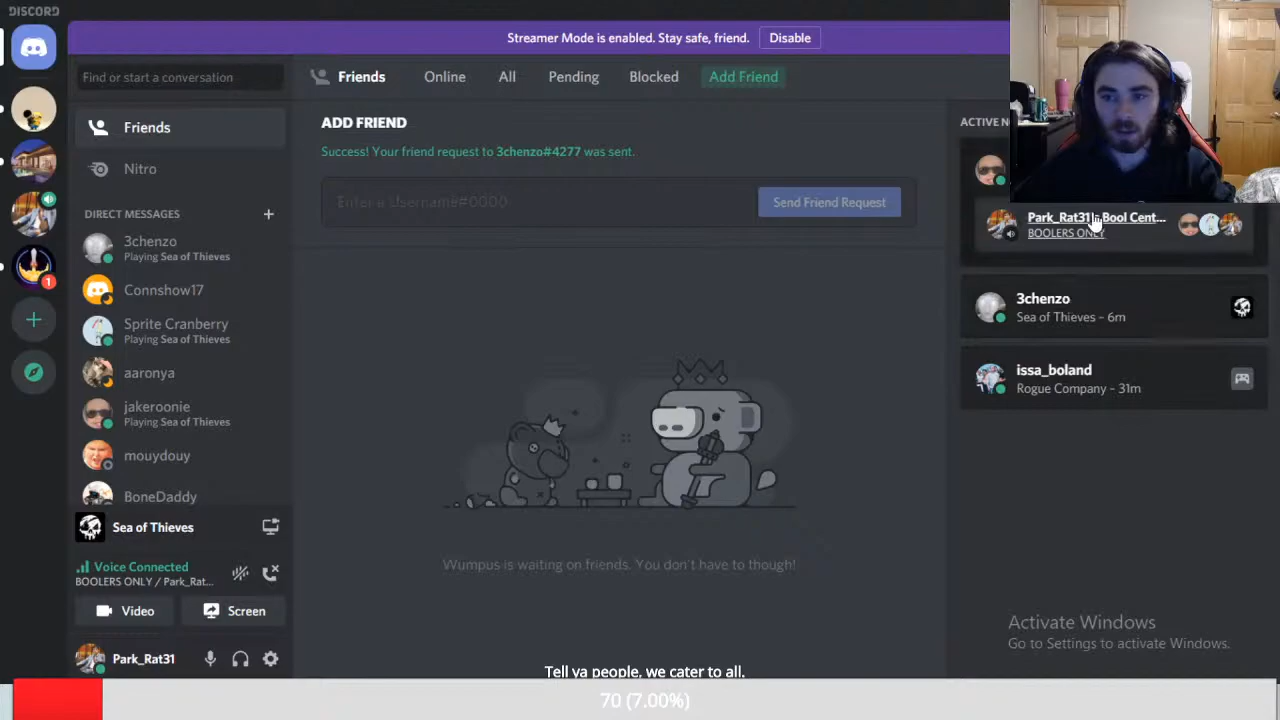 DISCORD
Streamer Mode is enabled. Stay safe, friend.
Disable
Find or start a conversation
Friends
Online
All
Pending
Blocked
Add Friend
Friends
Nitro
DIRECT MESSAGES
3chenzo
Playing Sea of Thieves
Connshow17
Sprite Cranberry
Playing Sea of Thieves
aaronya
jakeroonie
Playing Sea of Thieves
mouydouy
BoneDaddy
Sea of Thieves
Voice Connected
BOOLERS ONLY / Park_Rat...
Video
Screen
Park_Rat31
1
ADD FRIEND
Success! Your friend request to 3chenzo#4277 was sent.
Enter a Username#0000
Send Friend Request
Wumpus is waiting on friends. You don't have to though!
ACTIVE N
Bool Cent...
BOOLERS ONLY
3chenzo
Sea of Thieves – 6m
issa_boland
Rogue Company – 31m
Activate Windows
Go to Settings to activate Windows.
Tell ya people, we cater to all.
70 (7.00%)